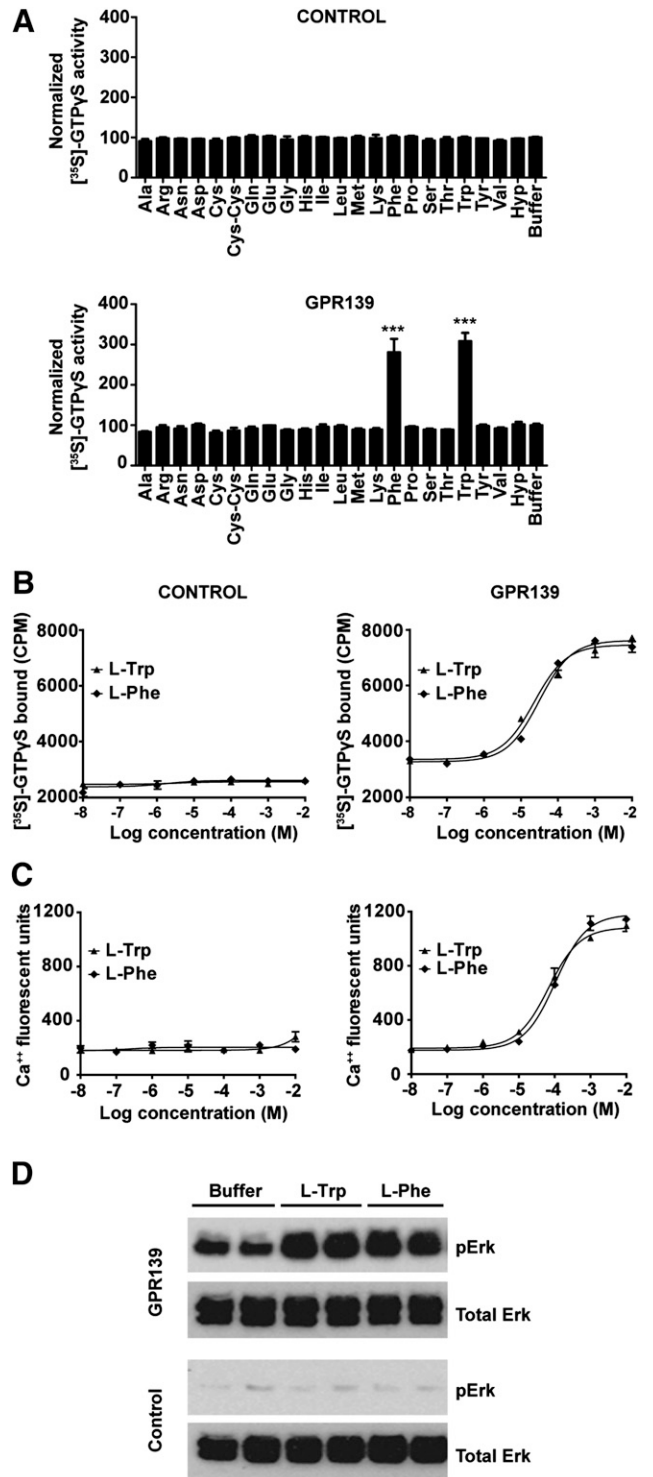 A
CONTROL
Normalized
[³⁵S]-GTPγS activity
400
300
200
100
0
Ala
Arg
Asn
Asp
Cys
Cys-Cys
Gln
Glu
Gly
His
Ile
Leu
Met
Lys
Phe
Pro
Ser
Thr
Trp
Tyr
Val
Hyp
Buffer
GPR139
Normalized
[³⁵S]-GTPγS activity
400
300
200
100
0
***
***
Ala
Arg
Asn
Asp
Cys
Cys-Cys
Gln
Glu
Gly
His
Ile
Leu
Met
Lys
Phe
Pro
Ser
Thr
Trp
Tyr
Val
Hyp
Buffer
B
CONTROL
[³⁵S]-GTPγS bound (CPM)
8000
6000
4000
2000
L-Trp
L-Phe
-8 -7 -6 -5 -4 -3 -2
Log concentration (M)
GPR139
[³⁵S]-GTPγS bound (CPM)
8000
6000
4000
2000
L-Trp
L-Phe
-8 -7 -6 -5 -4 -3 -2
Log concentration (M)
C
Ca⁺⁺ fluorescent units
1200
800
400
0
L-Trp
L-Phe
-8 -7 -6 -5 -4 -3 -2
Log concentration (M)
Ca⁺⁺ fluorescent units
1200
800
400
0
L-Trp
L-Phe
-8 -7 -6 -5 -4 -3 -2
Log concentration (M)
D
Buffer L-Trp L-Phe
GPR139
pErk
Total Erk
Control
pErk
Total Erk